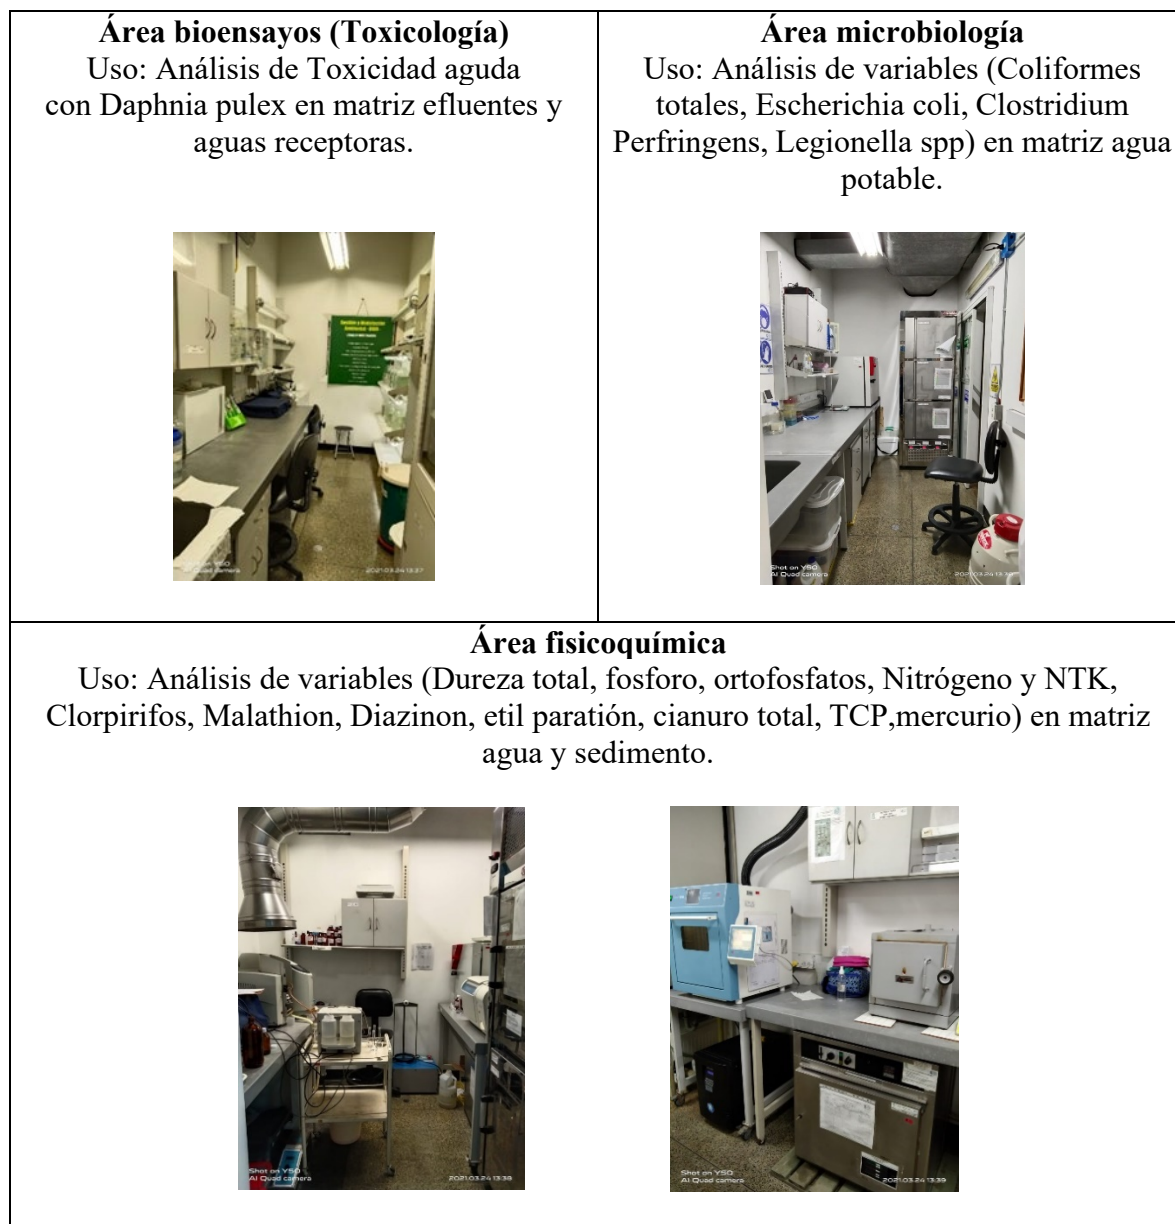 Área bioensayos (Toxicología)
Uso: Análisis de Toxicidad aguda
con Daphnia pulex en matriz efluentes y
aguas receptoras.
Shot on Y50
AI Quad camera
2021.03.24 13:37
Área microbiología
Uso: Análisis de variables (Coliformes
totales, Escherichia coli, Clostridium
Perfringens, Legionella spp) en matriz agua
potable.
Shot on Y50
AI Quad camera
Área fisicoquímica
Uso: Análisis de variables (Dureza total, fosforo, ortofosfatos, Nitrógeno y NTK,
Clorpirifos, Malathion, Diazinon, etil paratión, cianuro total, TCP,mercurio) en matriz
agua y sedimento.
Shot on Y50
AI Quad camera
2021.03.24 13:38
Shot on Y50
AI Quad camera
2021.03.24 13:39